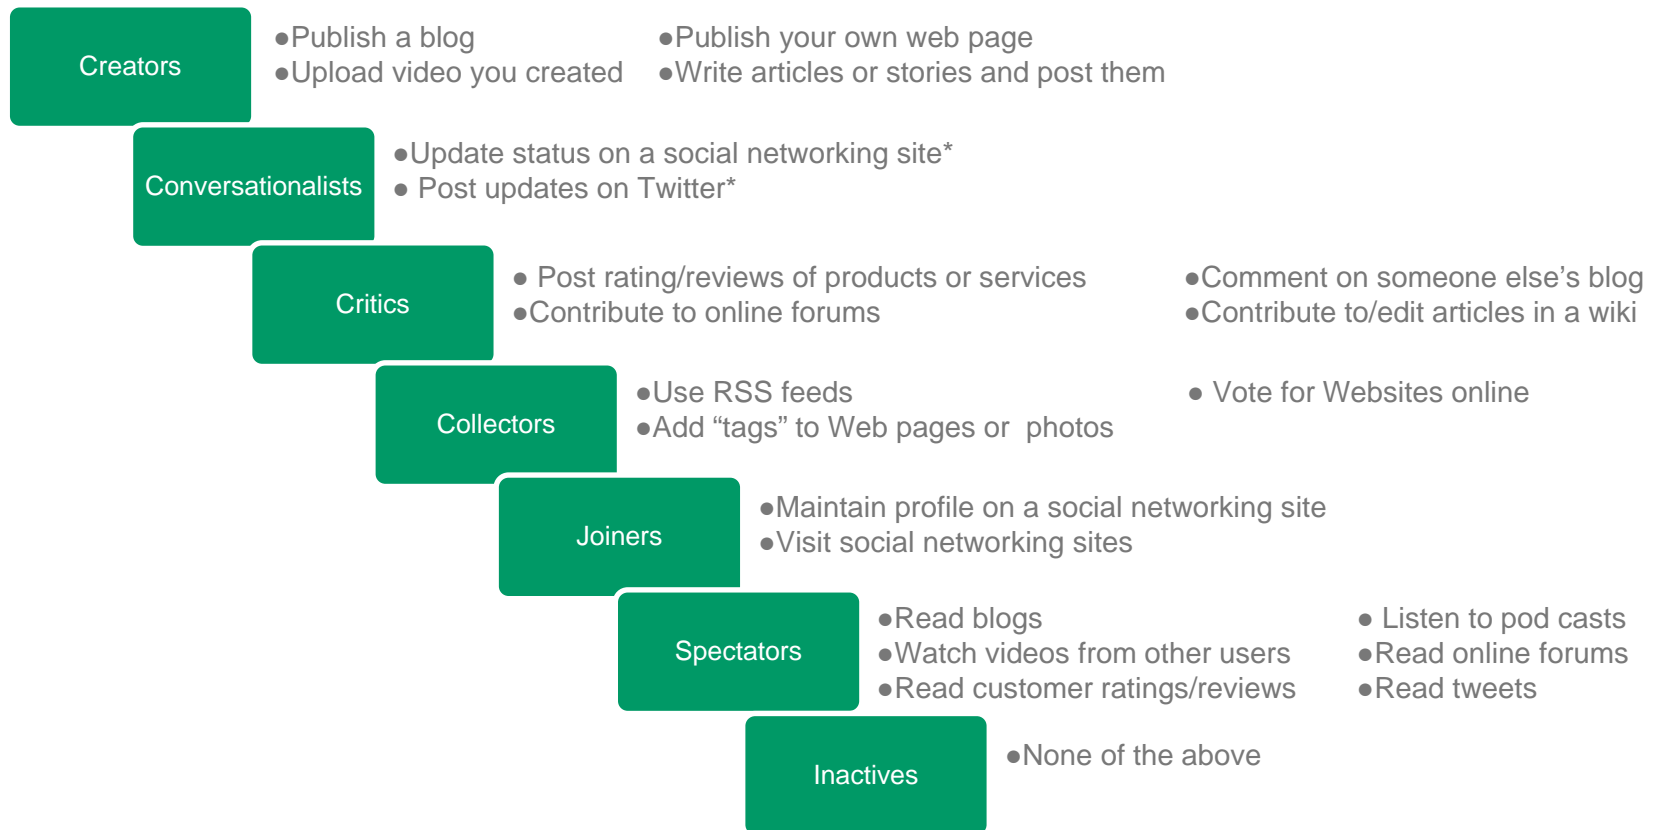 Creators
●Publish a blog ●Publish your own web page
●Upload video you created ●Write articles or stories and post them
Conversationalists
●Update status on a social networking site*
● Post updates on Twitter*
Critics
● Post rating/reviews of products or services ●Comment on someone else’s blog
●Contribute to online forums ●Contribute to/edit articles in a wiki
Collectors
●Use RSS feeds ● Vote for Websites online
●Add “tags” to Web pages or photos
Joiners
●Maintain profile on a social networking site
●Visit social networking sites
Spectators
●Read blogs ● Listen to pod casts
●Watch videos from other users ●Read online forums
●Read customer ratings/reviews ●Read tweets
Inactives
●None of the above